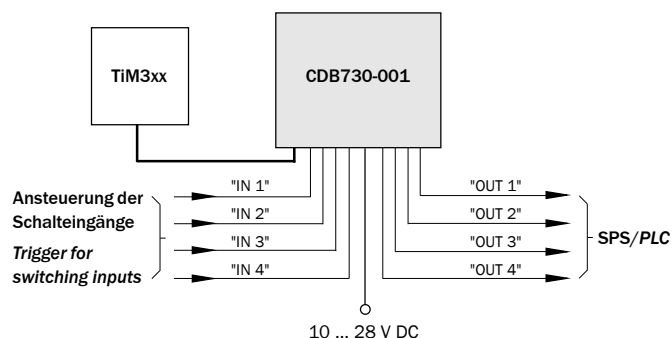 TiM3xx
CDB730-001
Ansteuerung der
Schalteingänge
Trigger for
switching inputs
"IN 1"
"IN 2"
"IN 3"
"IN 4"
"OUT 1"
"OUT 2"
"OUT 3"
"OUT 4"
SPS/PLC
10 ... 28 V DC